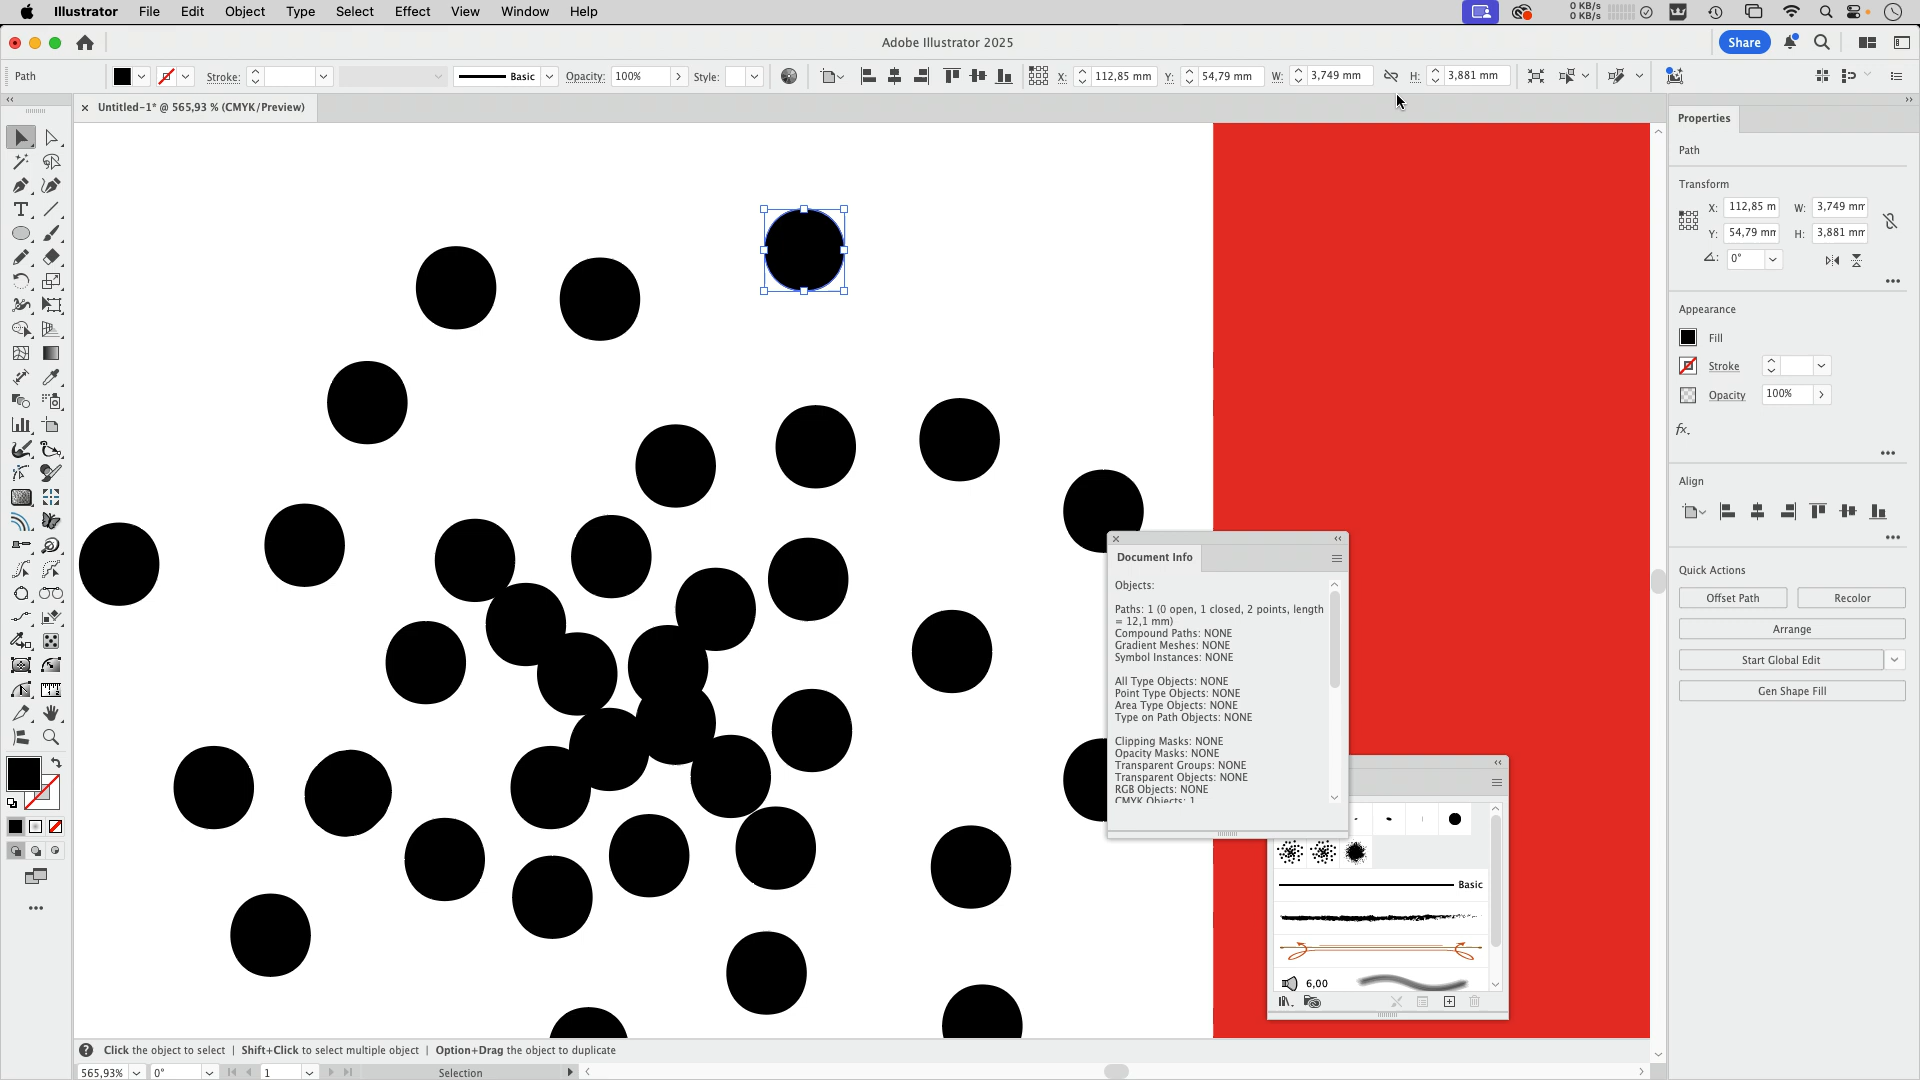 Illustrator File Edit Object Type Select Effect View Window Help
0 KB/s
0 KB/s
Adobe Illustrator 2025
Share
Path
Stroke:
Basic
Opacity: 100%
Style:
X: 112,85 mm
Y: 54,79 mm
W: 3,749 mm
H: 3,881 mm
Untitled-1* @ 565,93 % (CMYK/Preview)
Properties
Path
Transform
X: 112,85 m
W: 3,749 mm
Y: 54,79 mm
H: 3,881 mm
0°
Appearance
Fill
Stroke
Opacity 100%
fx.
Align
Quick Actions
Offset Path
Recolor
Arrange
Start Global Edit
Gen Shape Fill
Document Info
Objects:
Paths: 1 (0 open, 1 closed, 2 points, length
= 12,1 mm)
Compound Paths: NONE
Gradient Meshes: NONE
Symbol Instances: NONE
All Type Objects: NONE
Point Type Objects: NONE
Area Type Objects: NONE
Type on Path Objects: NONE
Clipping Masks: NONE
Opacity Masks: NONE
Transparent Groups: NONE
Transparent Objects: NONE
RGB Objects: NONE
CMYK Objects: 1
Basic
6,00
Click the object to select | Shift+Click to select multiple object | Option+Drag the object to duplicate
565,93%
0°
1
Selection